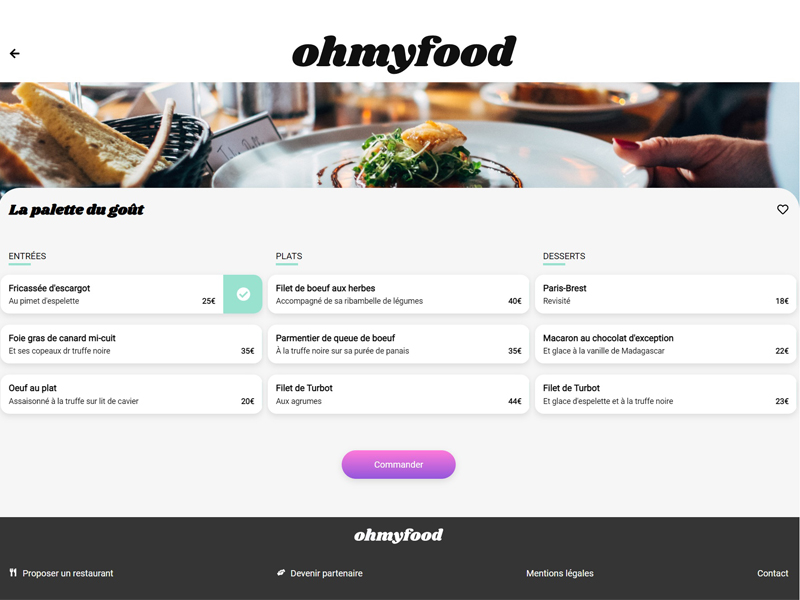 ohmyfood
La palette du goût
ENTRÉES
Fricassée d'escargot
Au pimet d'espelette
25€
Foie gras de canard mi-cuit
Et ses copeaux dr truffe noire
35€
Oeuf au plat
Assaisonné à la truffe sur lit de cavier
20€
PLATS
Filet de boeuf aux herbes
Accompagné de sa ribambelle de légumes
40€
Parmentier de queue de boeuf
À la truffe noire sur sa purée de panais
35€
Filet de Turbot
Aux agrumes
44€
DESSERTS
Paris-Brest
Revisité
18€
Macaron au chocolat d'exception
Et glace à la vanille de Madagascar
22€
Filet de Turbot
Et glace d'espelette et à la truffe noire
23€
Commander
ohmyfood
Proposer un restaurant
Devenir partenaire
Mentions légales
Contact